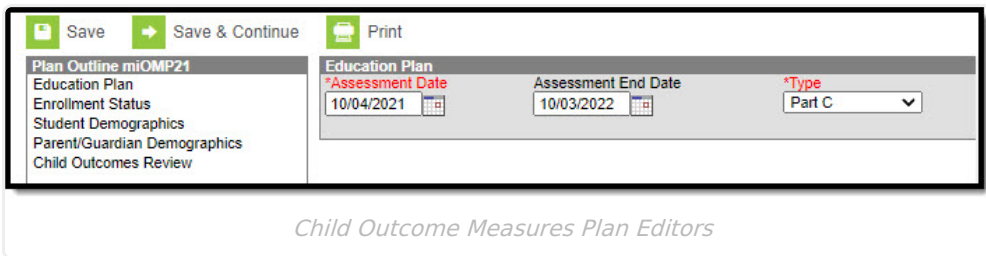 Save Save & Continue Print
Plan Outline miOMP21
Education Plan
Enrollment Status
Student Demographics
Parent/Guardian Demographics
Child Outcomes Review
Education Plan
*Assessment Date Assessment End Date *Type
10/04/2021 10/03/2022 Part C
Child Outcome Measures Plan Editors